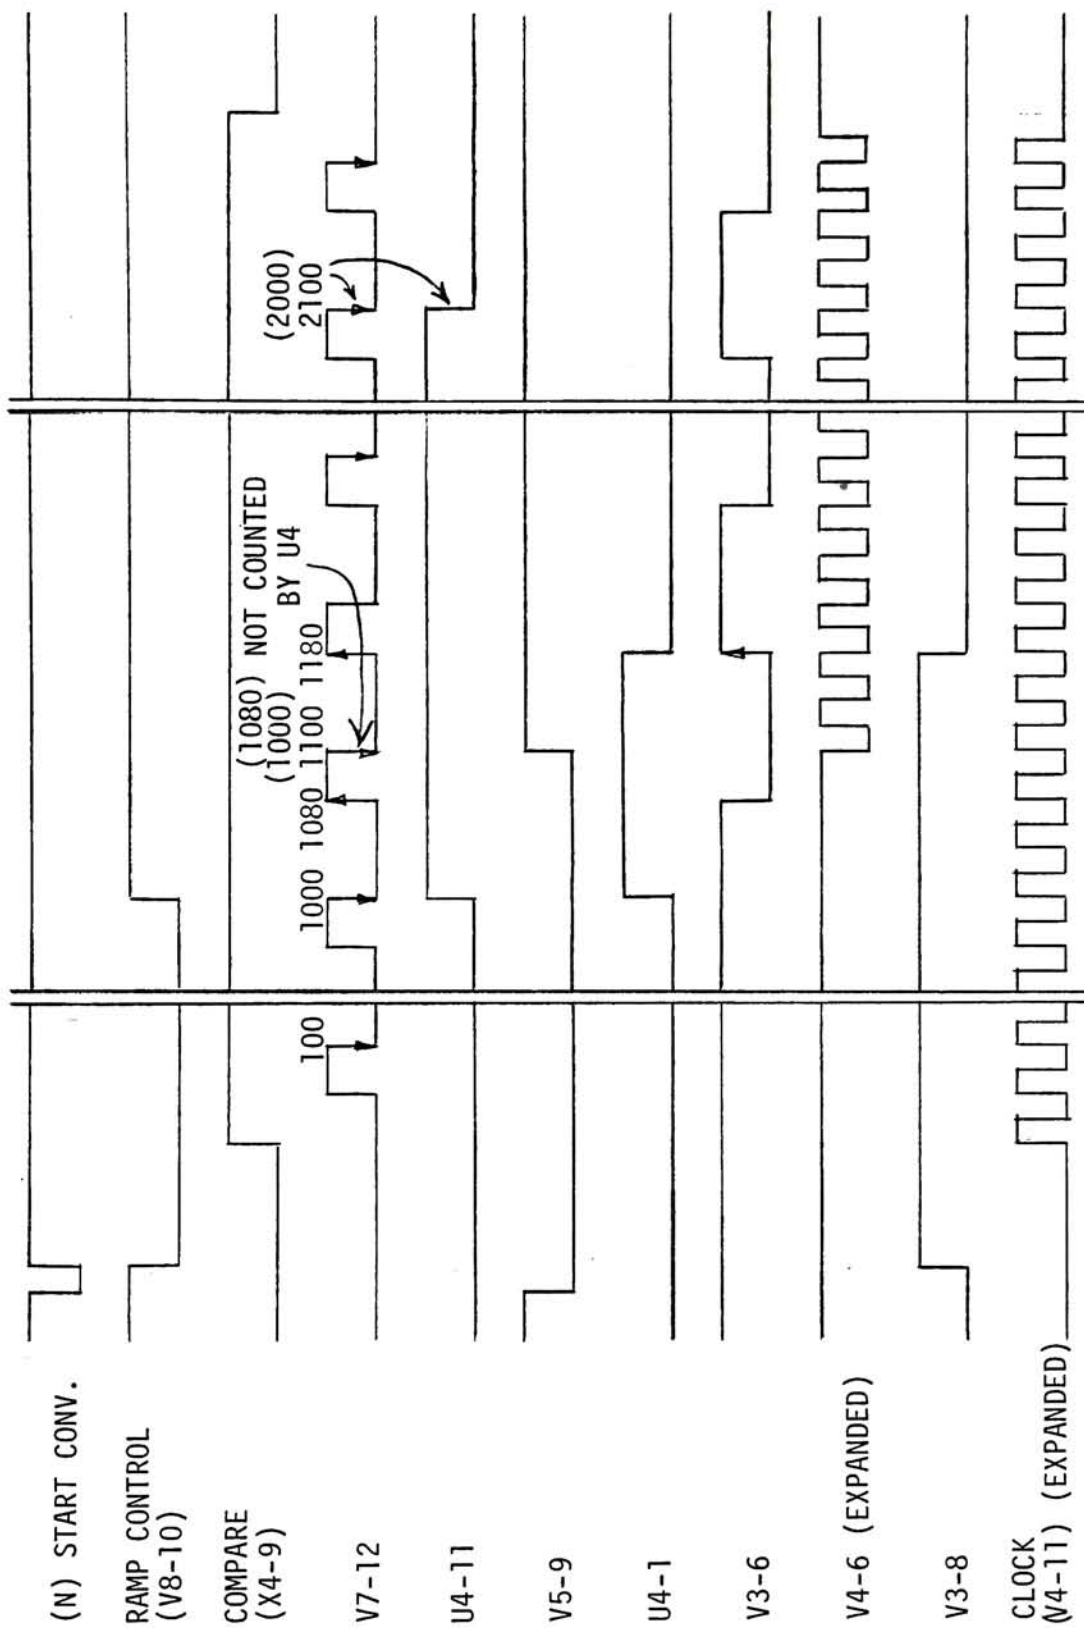 (N) START CONV.
RAMP CONTROL
(V8-10)
COMPARE
(X4-9)
V7-12
U4-11
V5-9
U4-1
V3-6
V4-6 (EXPANDED)
V3-8
CLOCK
(V4-11) (EXPANDED)
100
(1080) NOT COUNTED
(1000) BY U4
1000 1080 1100 1180
(2000)
2100